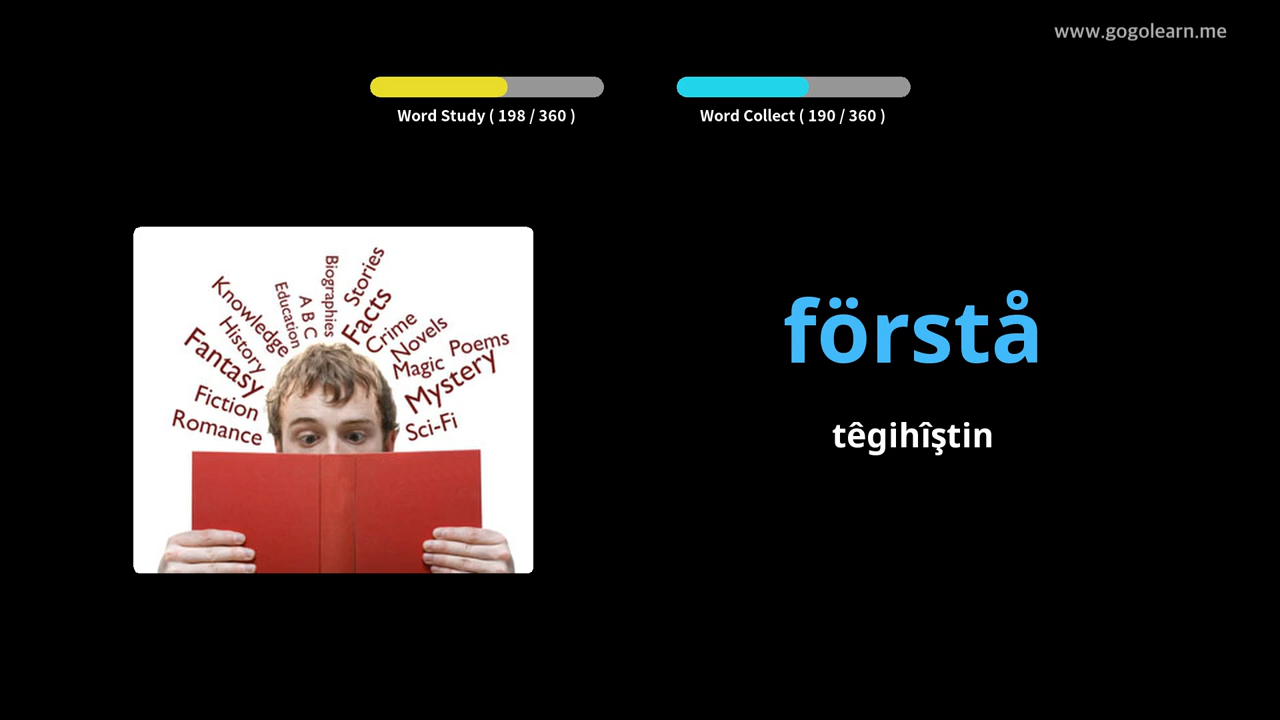 www.gogolearn.me
Word Study ( 198 / 360 )
Word Collect ( 190 / 360 )
Biographies
Stories
Education
A B C
Facts
Knowledge
Crime
History
Novels
Fantasy
Magic
Poems
Mystery
Fiction
Romance
Sci-Fi
förstå
têgihîştin